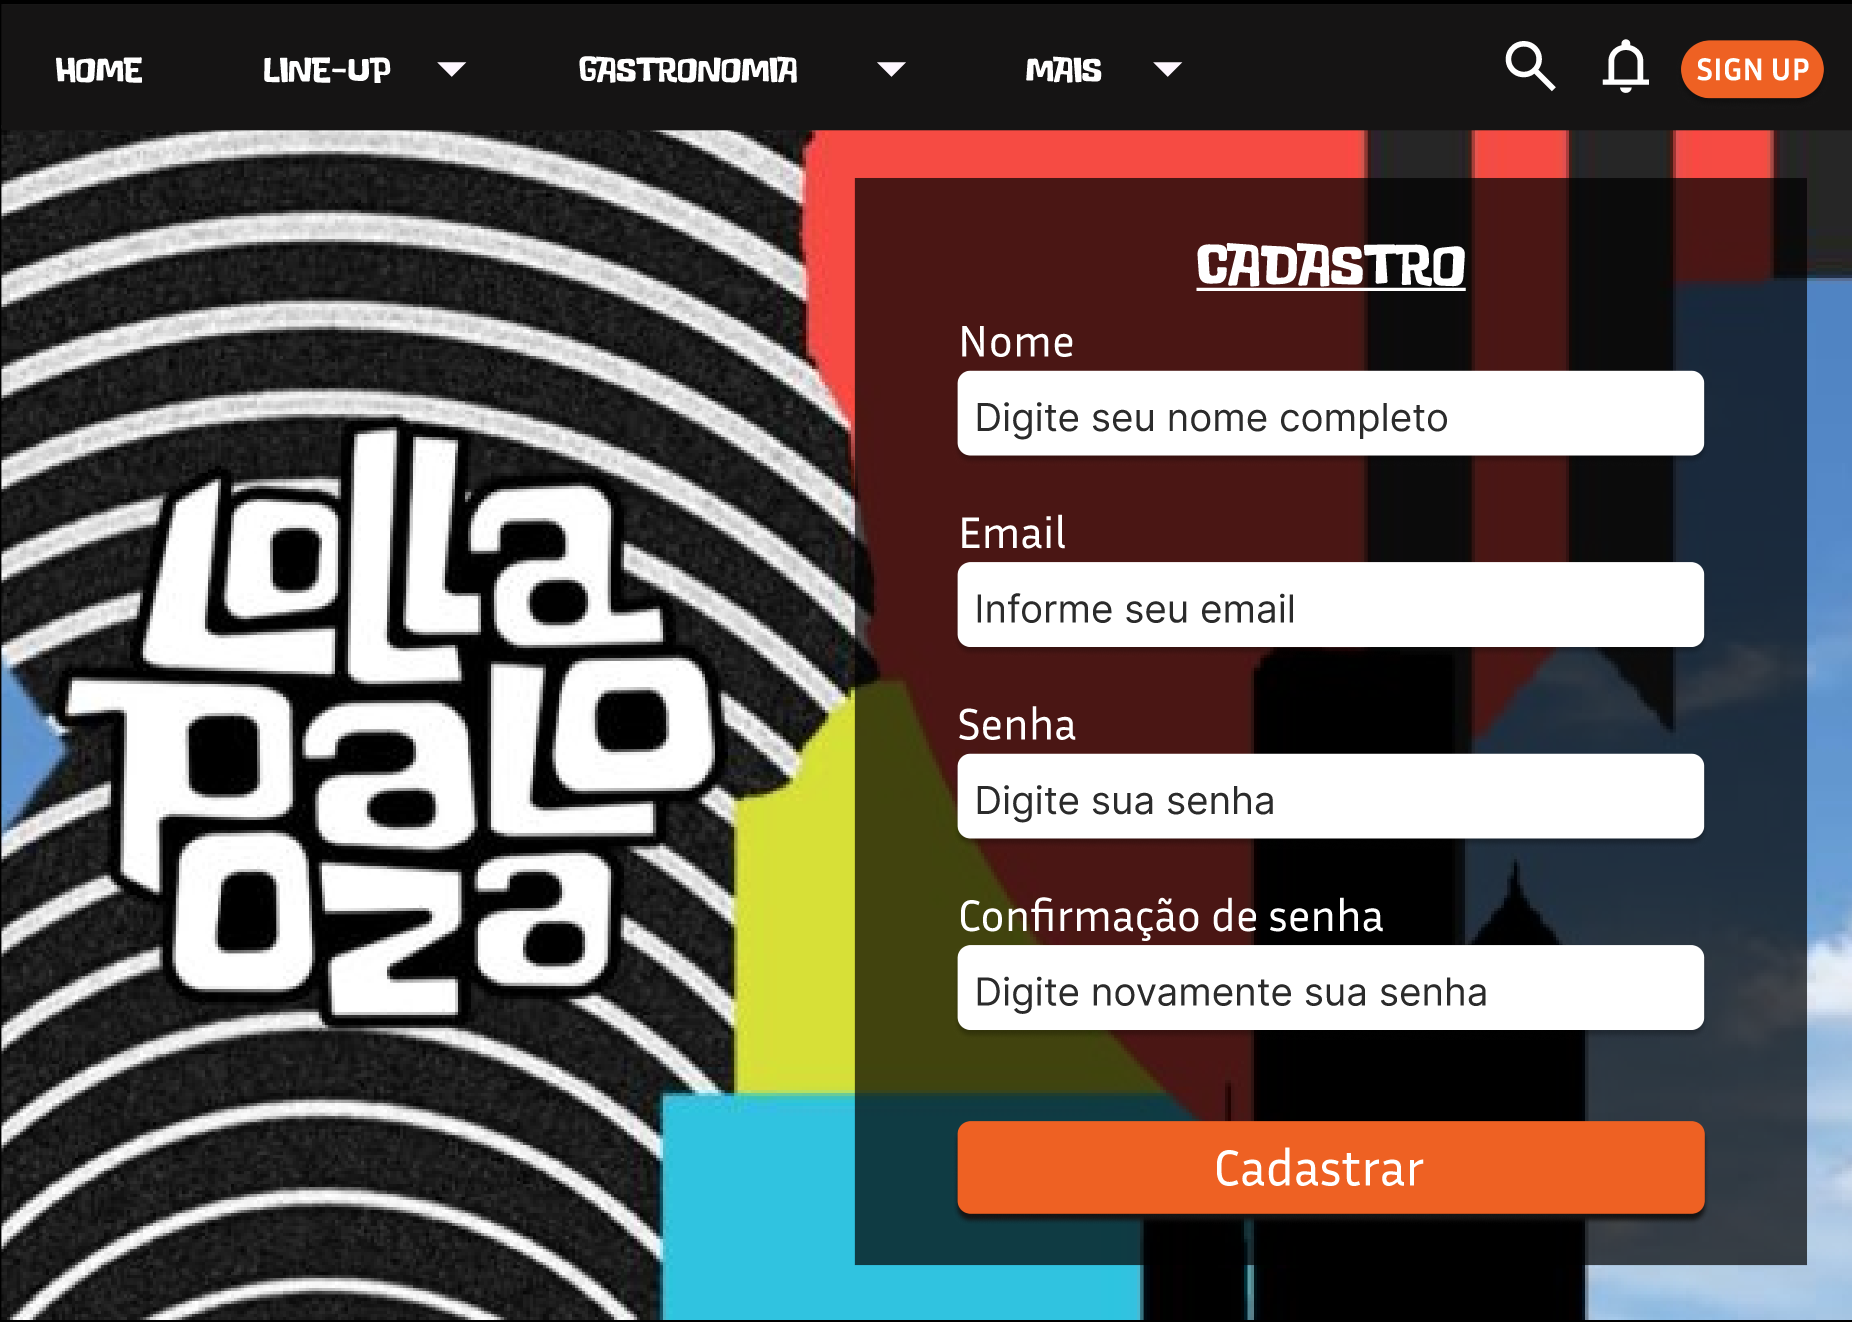 HOME LINE-UP GASTRONOMIA MAIS SIGN UP
Lolla
Palo
oza
CADASTRO
Nome
Digite seu nome completo
Email
Informe seu email
Senha
Digite sua senha
Confirmação de senha
Digite novamente sua senha
Cadastrar